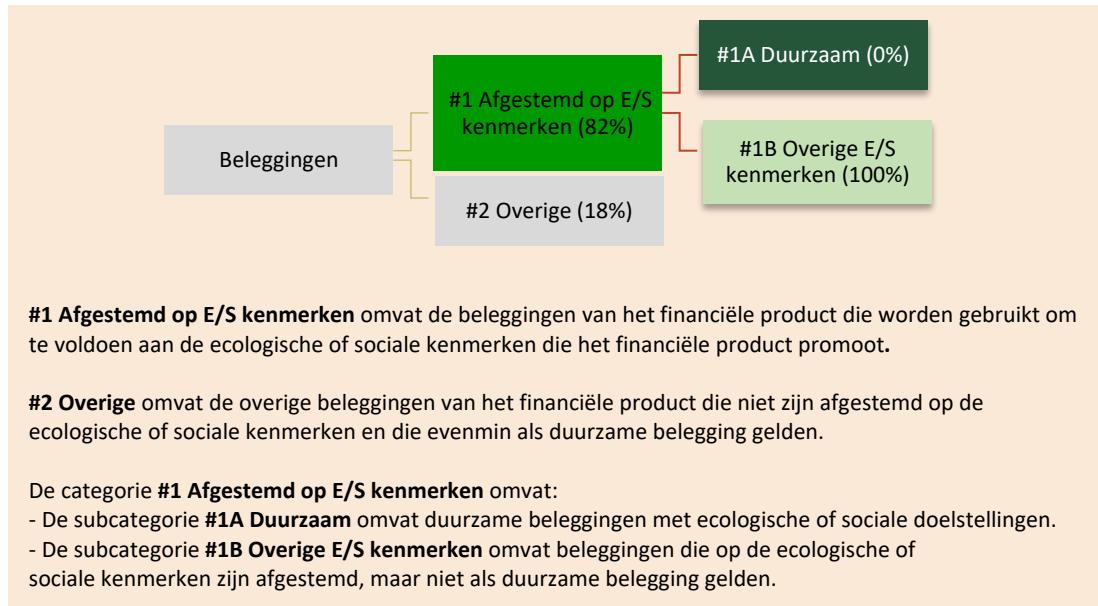 #1A Duurzaam (0%)
#1 Afgestemd op E/S
kenmerken (82%)
#1B Overige E/S
kenmerken (100%)
Beleggingen
#2 Overige (18%)
#1 Afgestemd op E/S kenmerken omvat de beleggingen van het financiële product die worden gebruikt om
te voldoen aan de ecologische of sociale kenmerken die het financiële product promoot.
#2 Overige omvat de overige beleggingen van het financiële product die niet zijn afgestemd op de
ecologische of sociale kenmerken en die evenmin als duurzame belegging gelden.
De categorie #1 Afgestemd op E/S kenmerken omvat:
- De subcategorie #1A Duurzaam omvat duurzame beleggingen met ecologische of sociale doelstellingen.
- De subcategorie #1B Overige E/S kenmerken omvat beleggingen die op de ecologische of
sociale kenmerken zijn afgestemd, maar niet als duurzame belegging gelden.